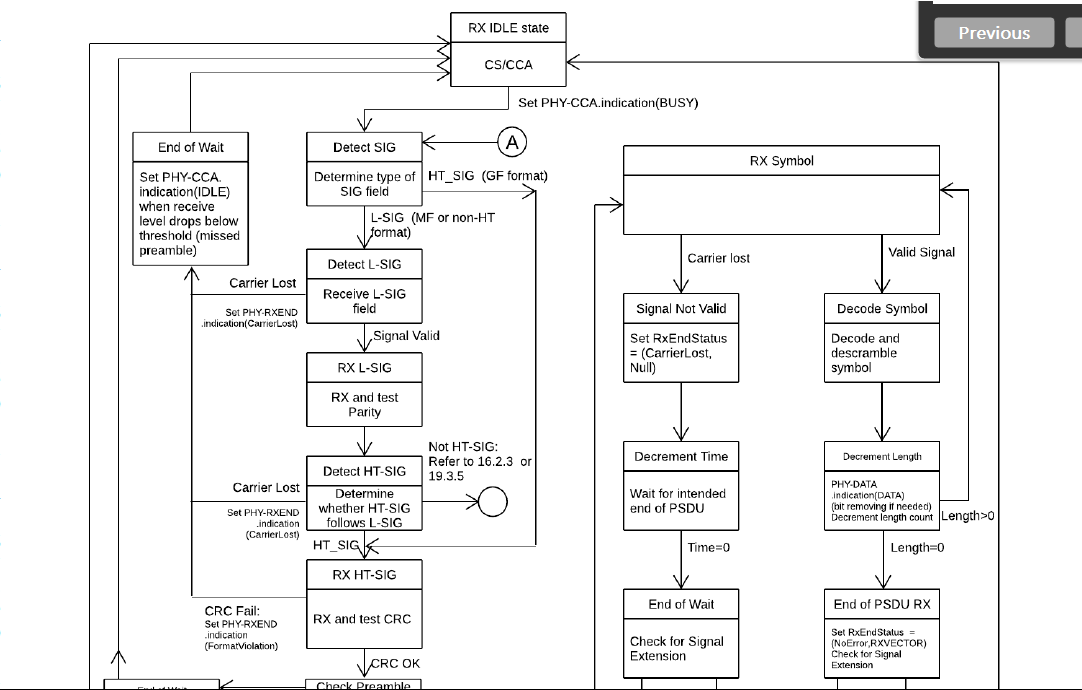 Previous
RX IDLE state
CS/CCA
Set PHY-CCA.indication(BUSY)
End of Wait
Set PHY-CCA.
indication(IDLE)
when receive
level drops below
threshold (missed
preamble)
Detect SIG
Determine type of
SIG field
A
HT_SIG (GF format)
L-SIG (MF or non-HT
format)
Detect L-SIG
Receive L-SIG
field
Carrier Lost
Set PHY-RXEND
.indication(CarrierLost)
Signal Valid
RX L-SIG
RX and test
Parity
Not HT-SIG:
Refer to 16.2.3 or
19.3.5
Detect HT-SIG
Determine
whether HT-SIG
follows L-SIG
Carrier Lost
Set PHY-RXEND
.indication
(CarrierLost)
HT_SIG
RX HT-SIG
RX and test CRC
CRC Fail:
Set PHY-RXEND
.indication
(FormatViolation)
CRC OK
End of Wait
Check Preamble
RX Symbol
Carrier lost
Valid Signal
Signal Not Valid
Set RxEndStatus
= (CarrierLost,
Null)
Decode Symbol
Decode and
descramble
symbol
Decrement Time
Wait for intended
end of PSDU
Decrement Length
PHY-DATA
.indication(DATA)
(bit removing if needed)
Decrement length count
Length>0
Time=0
Length=0
End of Wait
Check for Signal
Extension
End of PSDU RX
Set RxEndStatus =
(NoError,RXVECTOR)
Check for Signal
Extension